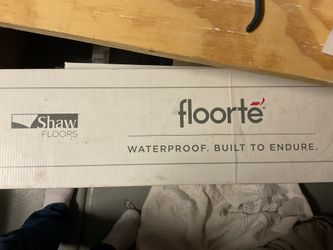 Shaw
FLOORS
floorté
WATERPROOF. BUILT TO ENDURE.